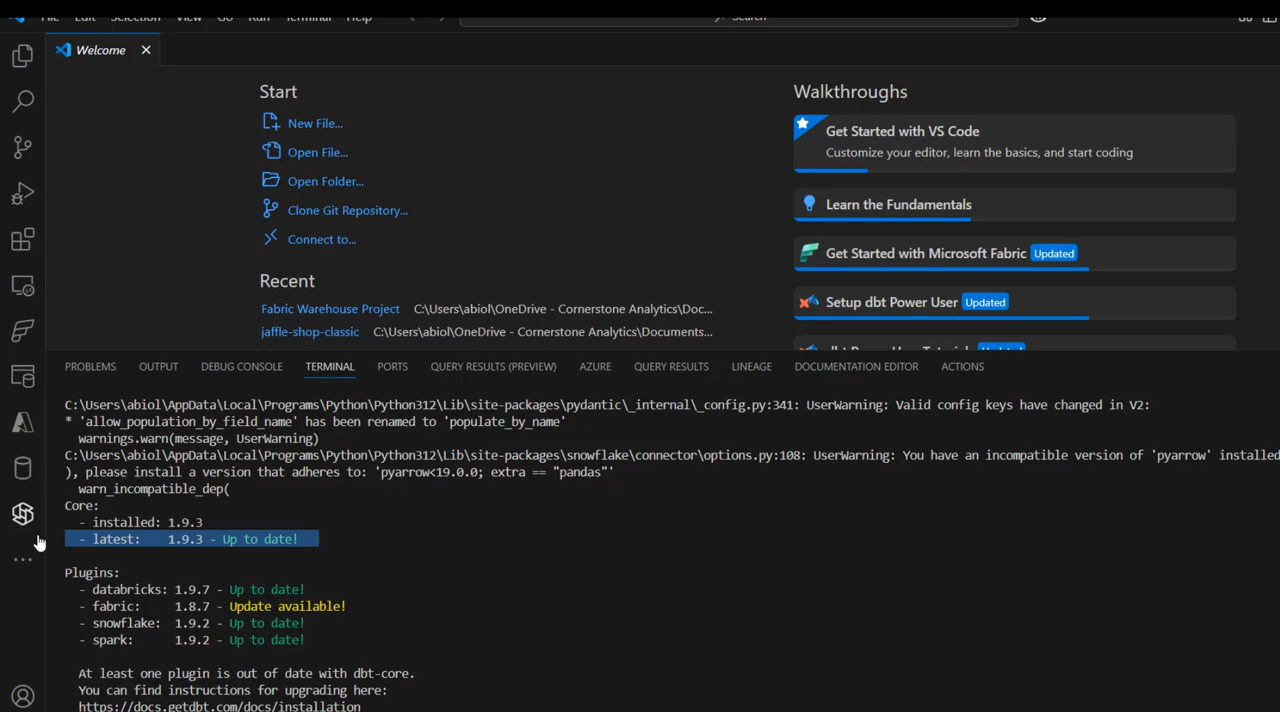 File Edit Selection View Go Run Terminal Help
Search
Welcome
Start
New File...
Open File...
Open Folder...
Clone Git Repository...
Connect to...
Recent
Fabric Warehouse Project C:\Users\abiol\OneDrive - Cornerstone Analytics\Doc...
jaffle-shop-classic C:\Users\abiol\OneDrive - Cornerstone Analytics\Documents...
Walkthroughs
Get Started with VS Code
Customize your editor, learn the basics, and start coding
Learn the Fundamentals
Get Started with Microsoft Fabric Updated
Setup dbt Power User Updated
PROBLEMS OUTPUT DEBUG CONSOLE TERMINAL PORTS QUERY RESULTS (PREVIEW) AZURE QUERY RESULTS LINEAGE DOCUMENTATION EDITOR ACTIONS
C:\Users\abiol\AppData\Local\Programs\Python\Python312\Lib\site-packages\pydantic\_internal\_config.py:341: UserWarning: Valid config keys have changed in V2:
* 'allow_population_by_field_name' has been renamed to 'populate_by_name'
warnings.warn(message, UserWarning)
C:\Users\abiol\AppData\Local\Programs\Python\Python312\Lib\site-packages\snowflake\connector\options.py:108: UserWarning: You have an incompatible version of 'pyarrow' installed
), please install a version that adheres to: 'pyarrow<19.0.0; extra == "pandas"'
warn_incompatible_dep(
Core:
- installed: 1.9.3
- latest: 1.9.3 - Up to date!
Plugins:
- databricks: 1.9.7 - Up to date!
- fabric: 1.8.7 - Update available!
- snowflake: 1.9.2 - Up to date!
- spark: 1.9.2 - Up to date!
At least one plugin is out of date with dbt-core.
You can find instructions for upgrading here:
https://docs.getdbt.com/docs/installation